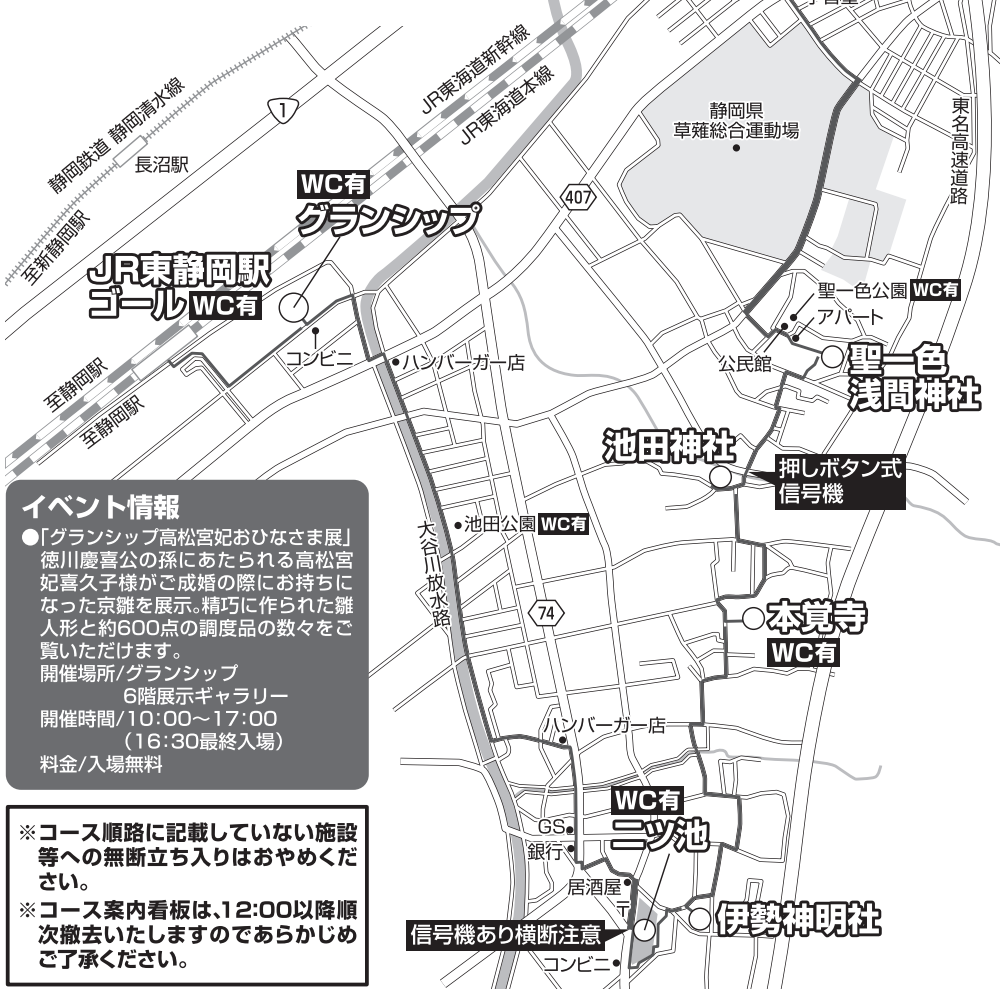 JR東海道新幹線
JR東海道本線
静岡鉄道 静岡清水線
1
長沼駅
至新静岡駅
静岡県
草薙総合運動場
東名高速道路
407
WC有
グランシップ
JR東静岡駅
ゴール WC有
コンビニ
ハンバーガー店
至静岡駅
至静岡駅
聖一色公園 WC有
アパート
公民館
聖一色
浅間神社
池田神社
押しボタン式
信号機
大谷川放水路
池田公園 WC有
74
本覚寺
WC有
ハンバーガー店
WC有
二ツ池
GS
銀行
居酒屋
〒
伊勢神明社
信号機あり横断注意
コンビニ
イベント情報
●「グランシップ高松宮妃おひなさま展」
徳川慶喜公の孫にあたられる高松宮
妃喜久子様がご成婚の際にお持ちに
なった京雛を展示。精巧に作られた雛
人形と約600点の調度品の数々をご
覧いただけます。
開催場所/グランシップ
6階展示ギャラリー
開催時間/10:00〜17:00
(16:30最終入場)
料金/入場無料
※コース順路に記載していない施設
等への無断立ち入りはおやめくだ
さい。
※コース案内看板は、12:00以降順
次撤去いたしますのであらかじめ
ご了承ください。